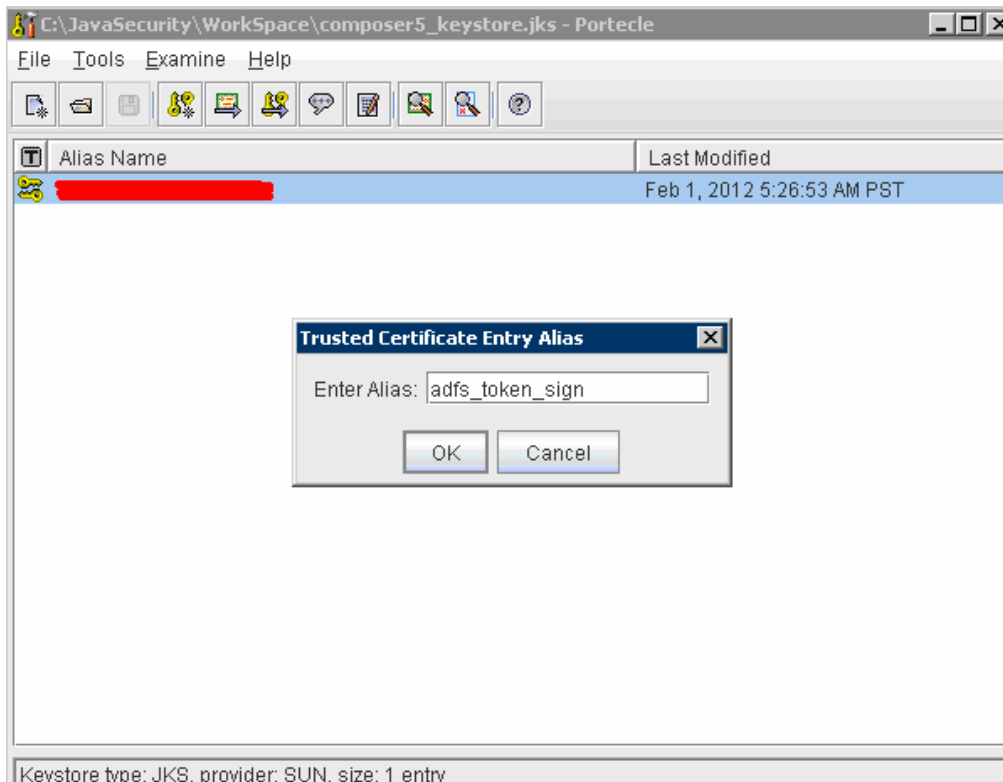 C:\JavaSecurity\WorkSpace\composer5_keystore.jks - Portecle
File Tools Examine Help
T Alias Name Last Modified
Feb 1, 2012 5:26:53 AM PST
Trusted Certificate Entry Alias
Enter Alias: adfs_token_sign
OK Cancel
Keystore type: JKS, provider: SUN, size: 1 entry